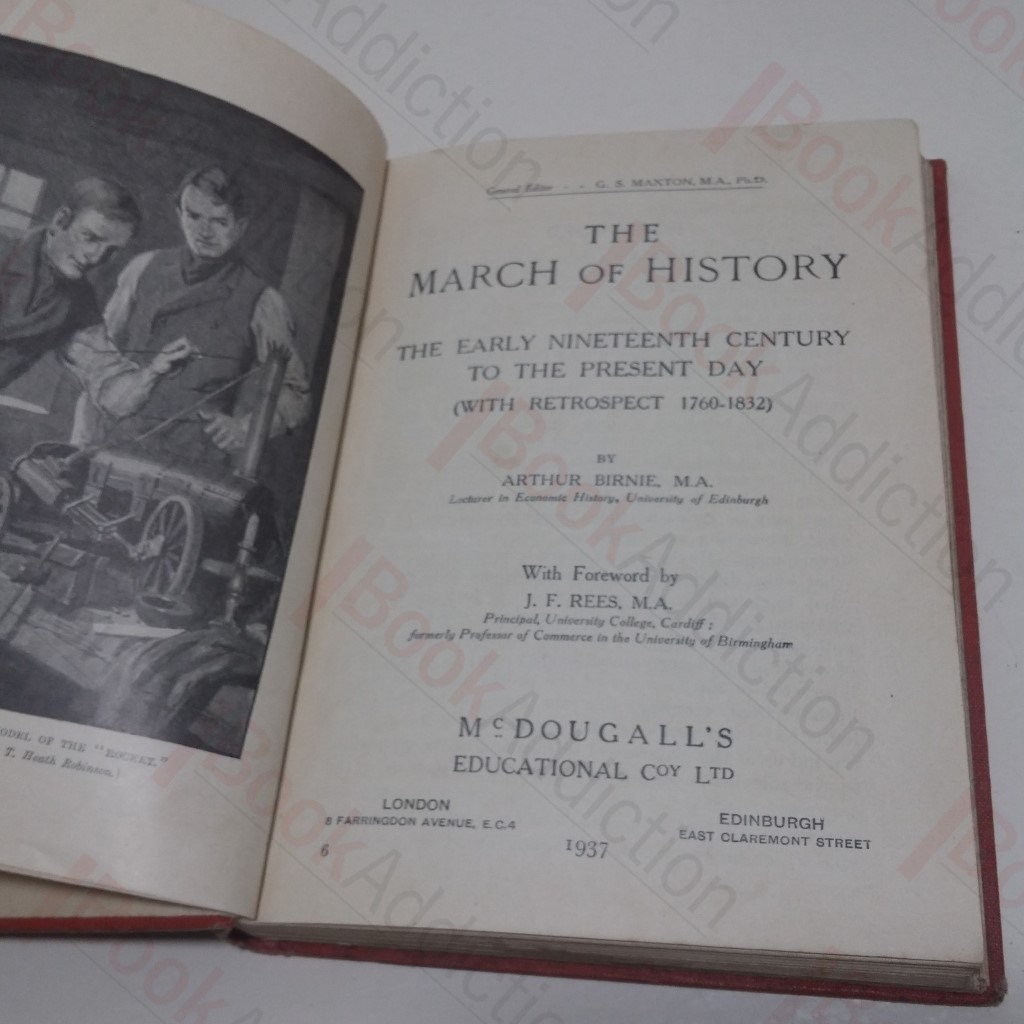 ODEL OF THE "ROCKET."
T. Heath Robinson.)
General Editor - - G. S. MAXTON, M.A., Ph.D.
THE
MARCH OF HISTORY
THE EARLY NINETEENTH CENTURY
TO THE PRESENT DAY
(WITH RETROSPECT 1760-1832)
BY
ARTHUR BIRNIE, M.A.
Lecturer in Economic History, University of Edinburgh
With Foreword by
J. F. REES, M.A.
Principal, University College, Cardiff;
formerly Professor of Commerce in the University of Birmingham
McDOUGALL'S
EDUCATIONAL COY LTD
LONDON
8 FARRINGDON AVENUE, E.C.4
EDINBURGH
EAST CLAREMONT STREET
6
1937
BookAddiction